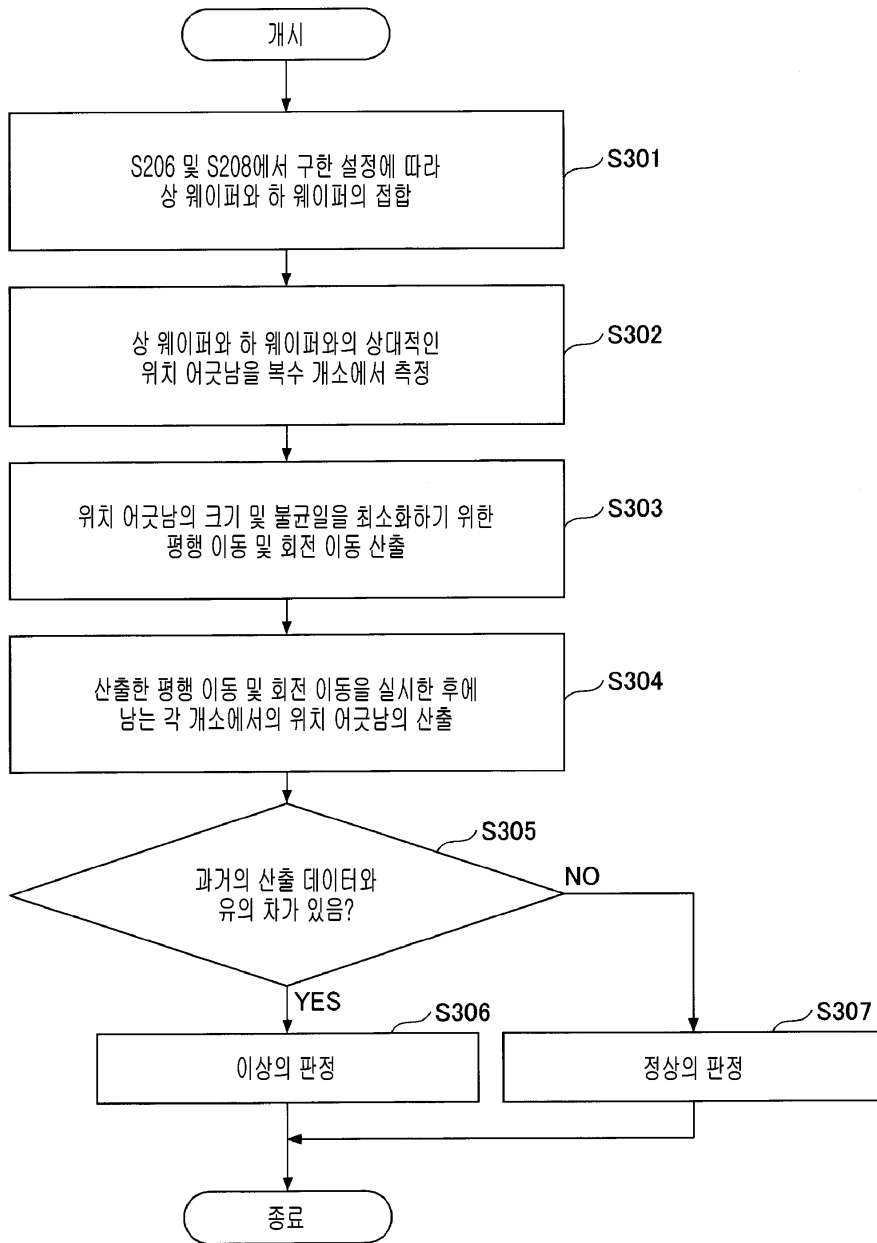 개시
S206 및 S208에서 구한 설정에 따라
상 웨이퍼와 하 웨이퍼의 접합
S301
상 웨이퍼와 하 웨이퍼와의 상대적인
위치 어긋남을 복수 개소에서 측정
S302
위치 어긋남의 크기 및 불균일을 최소화하기 위한
평행 이동 및 회전 이동 산출
S303
산출한 평행 이동 및 회전 이동을 실시한 후에
남는 각 개소에서의 위치 어긋남의 산출
S304
S305
과거의 산출 데이터와
유의 차가 있음?
NO
YES
S306
이상의 판정
S307
정상의 판정
종료